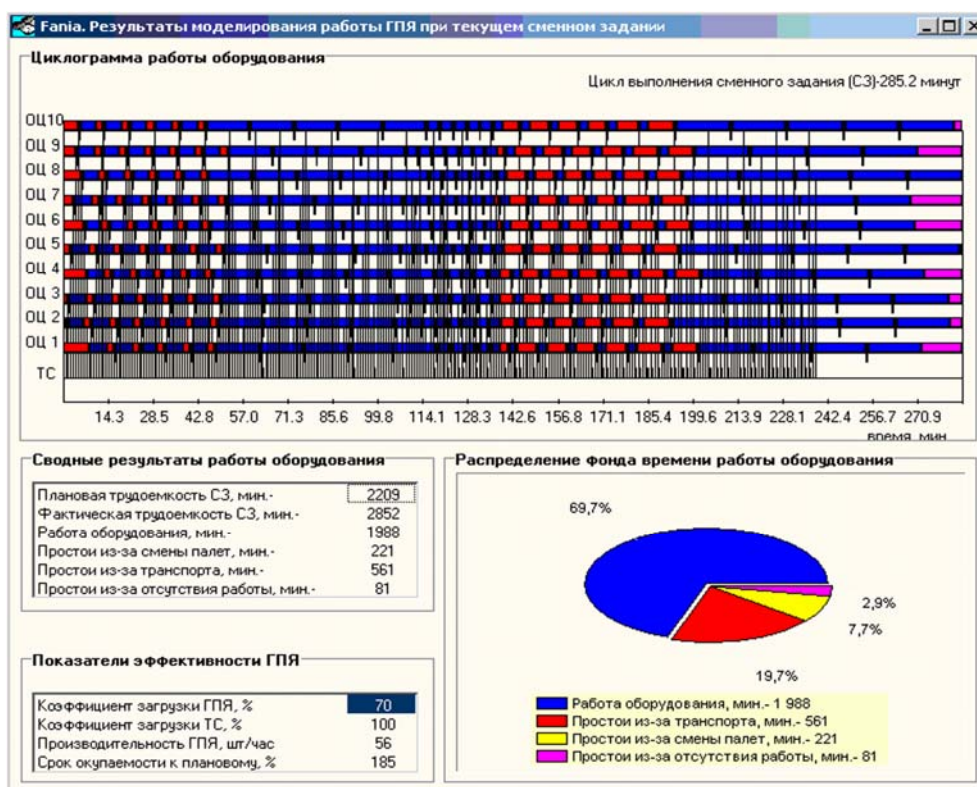 Fania. Результаты моделирования работы ГПЯ при текущем сменном задании
Циклограмма работы оборудования
Цикл выполнения сменного задания (СЗ)-285.2 минут
ОЦ10
ОЦ 9
ОЦ 8
ОЦ 7
ОЦ 6
ОЦ 5
ОЦ 4
ОЦ 3
ОЦ 2
ОЦ 1
ТС
14.3 28.5 42.8 57.0 71.3 85.6 99.8 114.1 128.3 142.6 156.8 171.1 185.4 199.6 213.9 228.1 242.4 256.7 270.9
время, мин
Сводные результаты работы оборудования
Плановая трудоемкость СЗ, мин.- 2209
Фактическая трудоемкость СЗ, мин.- 2852
Работа оборудования, мин.- 1988
Простои из-за смены палет, мин.- 221
Простои из-за транспорта, мин.- 561
Простои из-за отсутствия работы, мин.- 81
Показатели эффективности ГПЯ
Коэффициент загрузки ГПЯ, % 70
Коэффициент загрузки ТС, % 100
Производительность ГПЯ, шт/час 56
Срок окупаемости к плановому, % 185
Распределение фонда времени работы оборудования
69,7%
2,9%
7,7%
19,7%
Работа оборудования, мин.- 1 988
Простои из-за транспорта, мин.- 561
Простои из-за смены палет, мин.- 221
Простои из-за отсутствия работы, мин.- 81